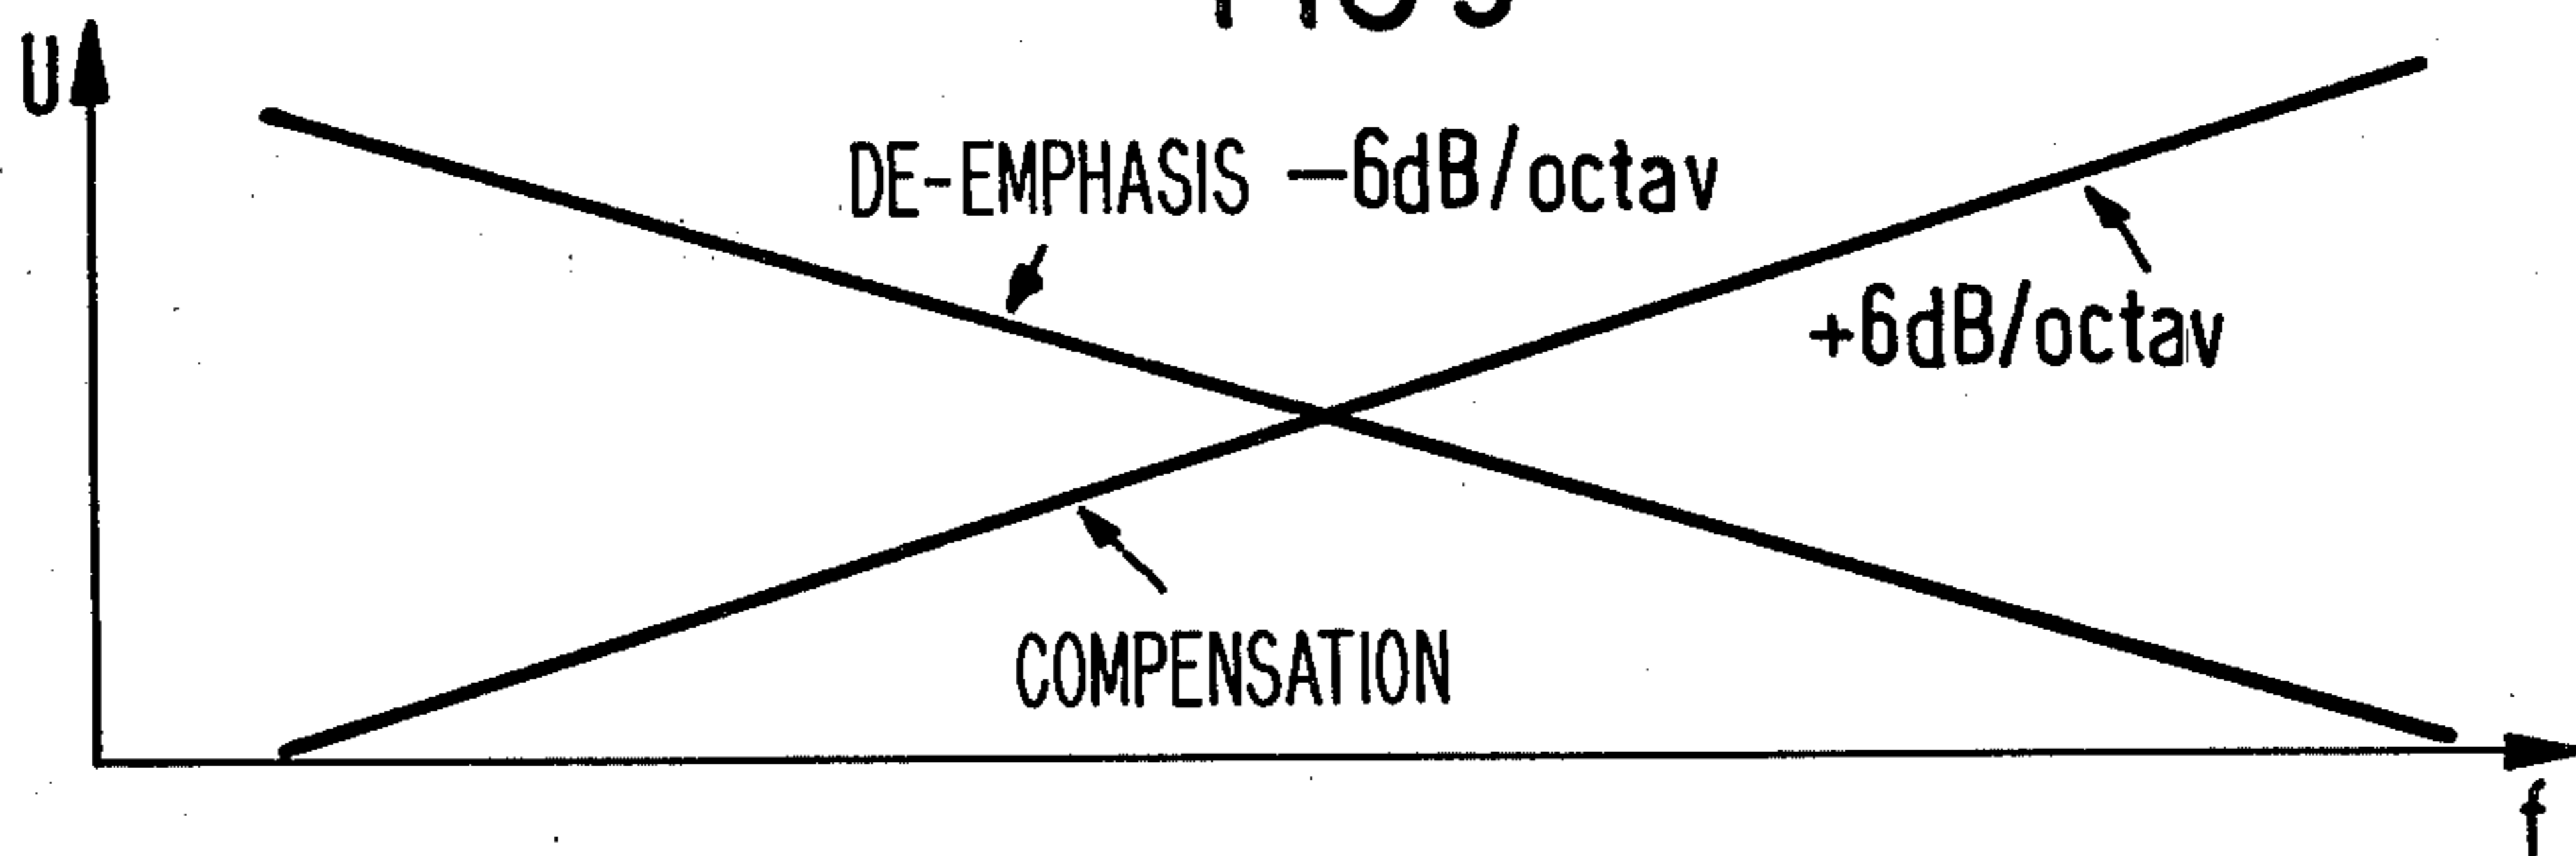 U
DE-EMPHASIS –6dB/octav
+6dB/octav
COMPENSATION
f